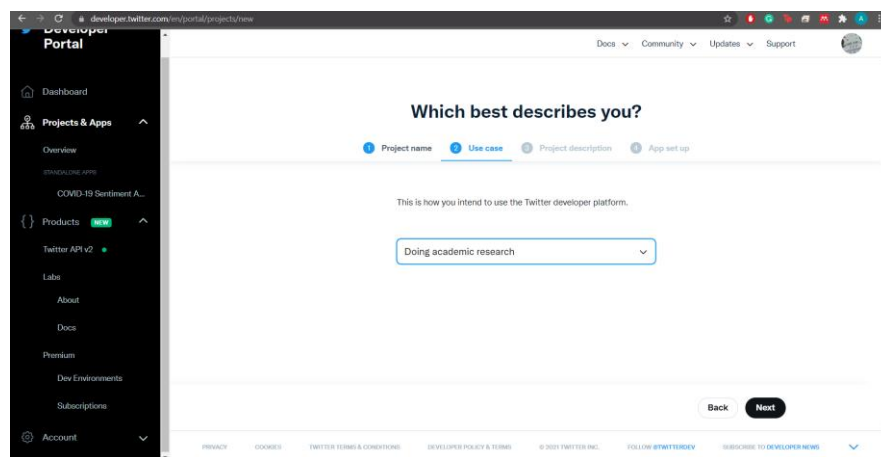 developer.twitter.com/en/portal/projects/new
Developer
Portal
Docs Community Updates Support
Dashboard
Projects & Apps
Overview
STANDALONE APPS
COVID-19 Sentiment A...
{ } Products NEW
Twitter API v2
Labs
About
Docs
Premium
Dev Environments
Subscriptions
Account
Which best describes you?
1 Project name 2 Use case 3 Project description 4 App set up
This is how you intend to use the Twitter developer platform.
Doing academic research
Back Next
PRIVACY COOKIES TWITTER TERMS & CONDITIONS DEVELOPER POLICY & TERMS © 2021 TWITTER INC. FOLLOW @TWITTERDEV SUBSCRIBE TO DEVELOPER NEWS